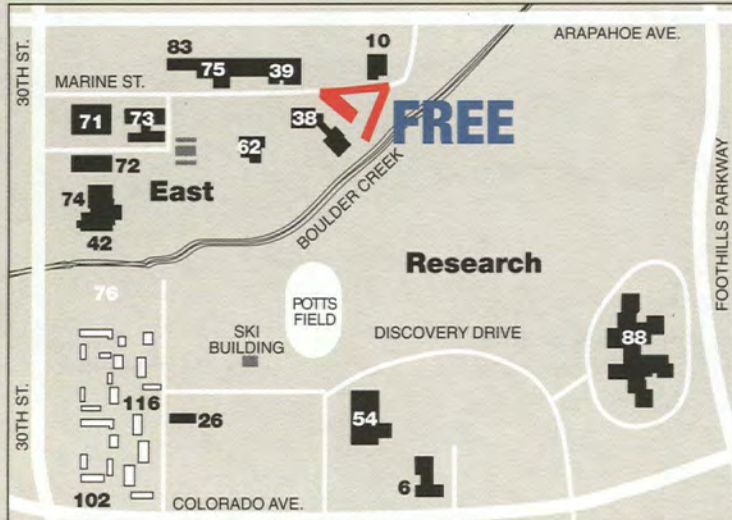 30TH ST.
83
75
39
10
ARAPAHOE AVE.
MARINE ST.
71
73
38
FREE
62
72
BOULDER CREEK
74
East
42
FOOTHILLS PARKWAY
Research
76
POTTS
FIELD
SKI
BUILDING
DISCOVERY DRIVE
88
116
30TH ST.
26
54
6
102
COLORADO AVE.